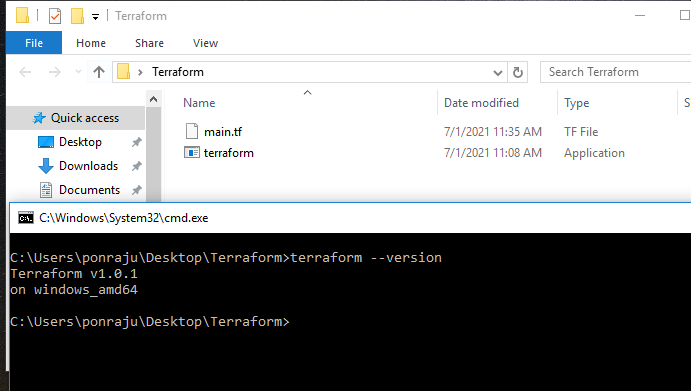 Terraform
File Home Share View
Terraform Search Terraform
Quick access
Desktop
Downloads
Documents
Name Date modified Type S
main.tf 7/1/2021 11:35 AM TF File
terraform 7/1/2021 11:08 AM Application
C:\Windows\System32\cmd.exe
C:\Users\ponraju\Desktop\Terraform>terraform --version
Terraform v1.0.1
on windows_amd64
C:\Users\ponraju\Desktop\Terraform>